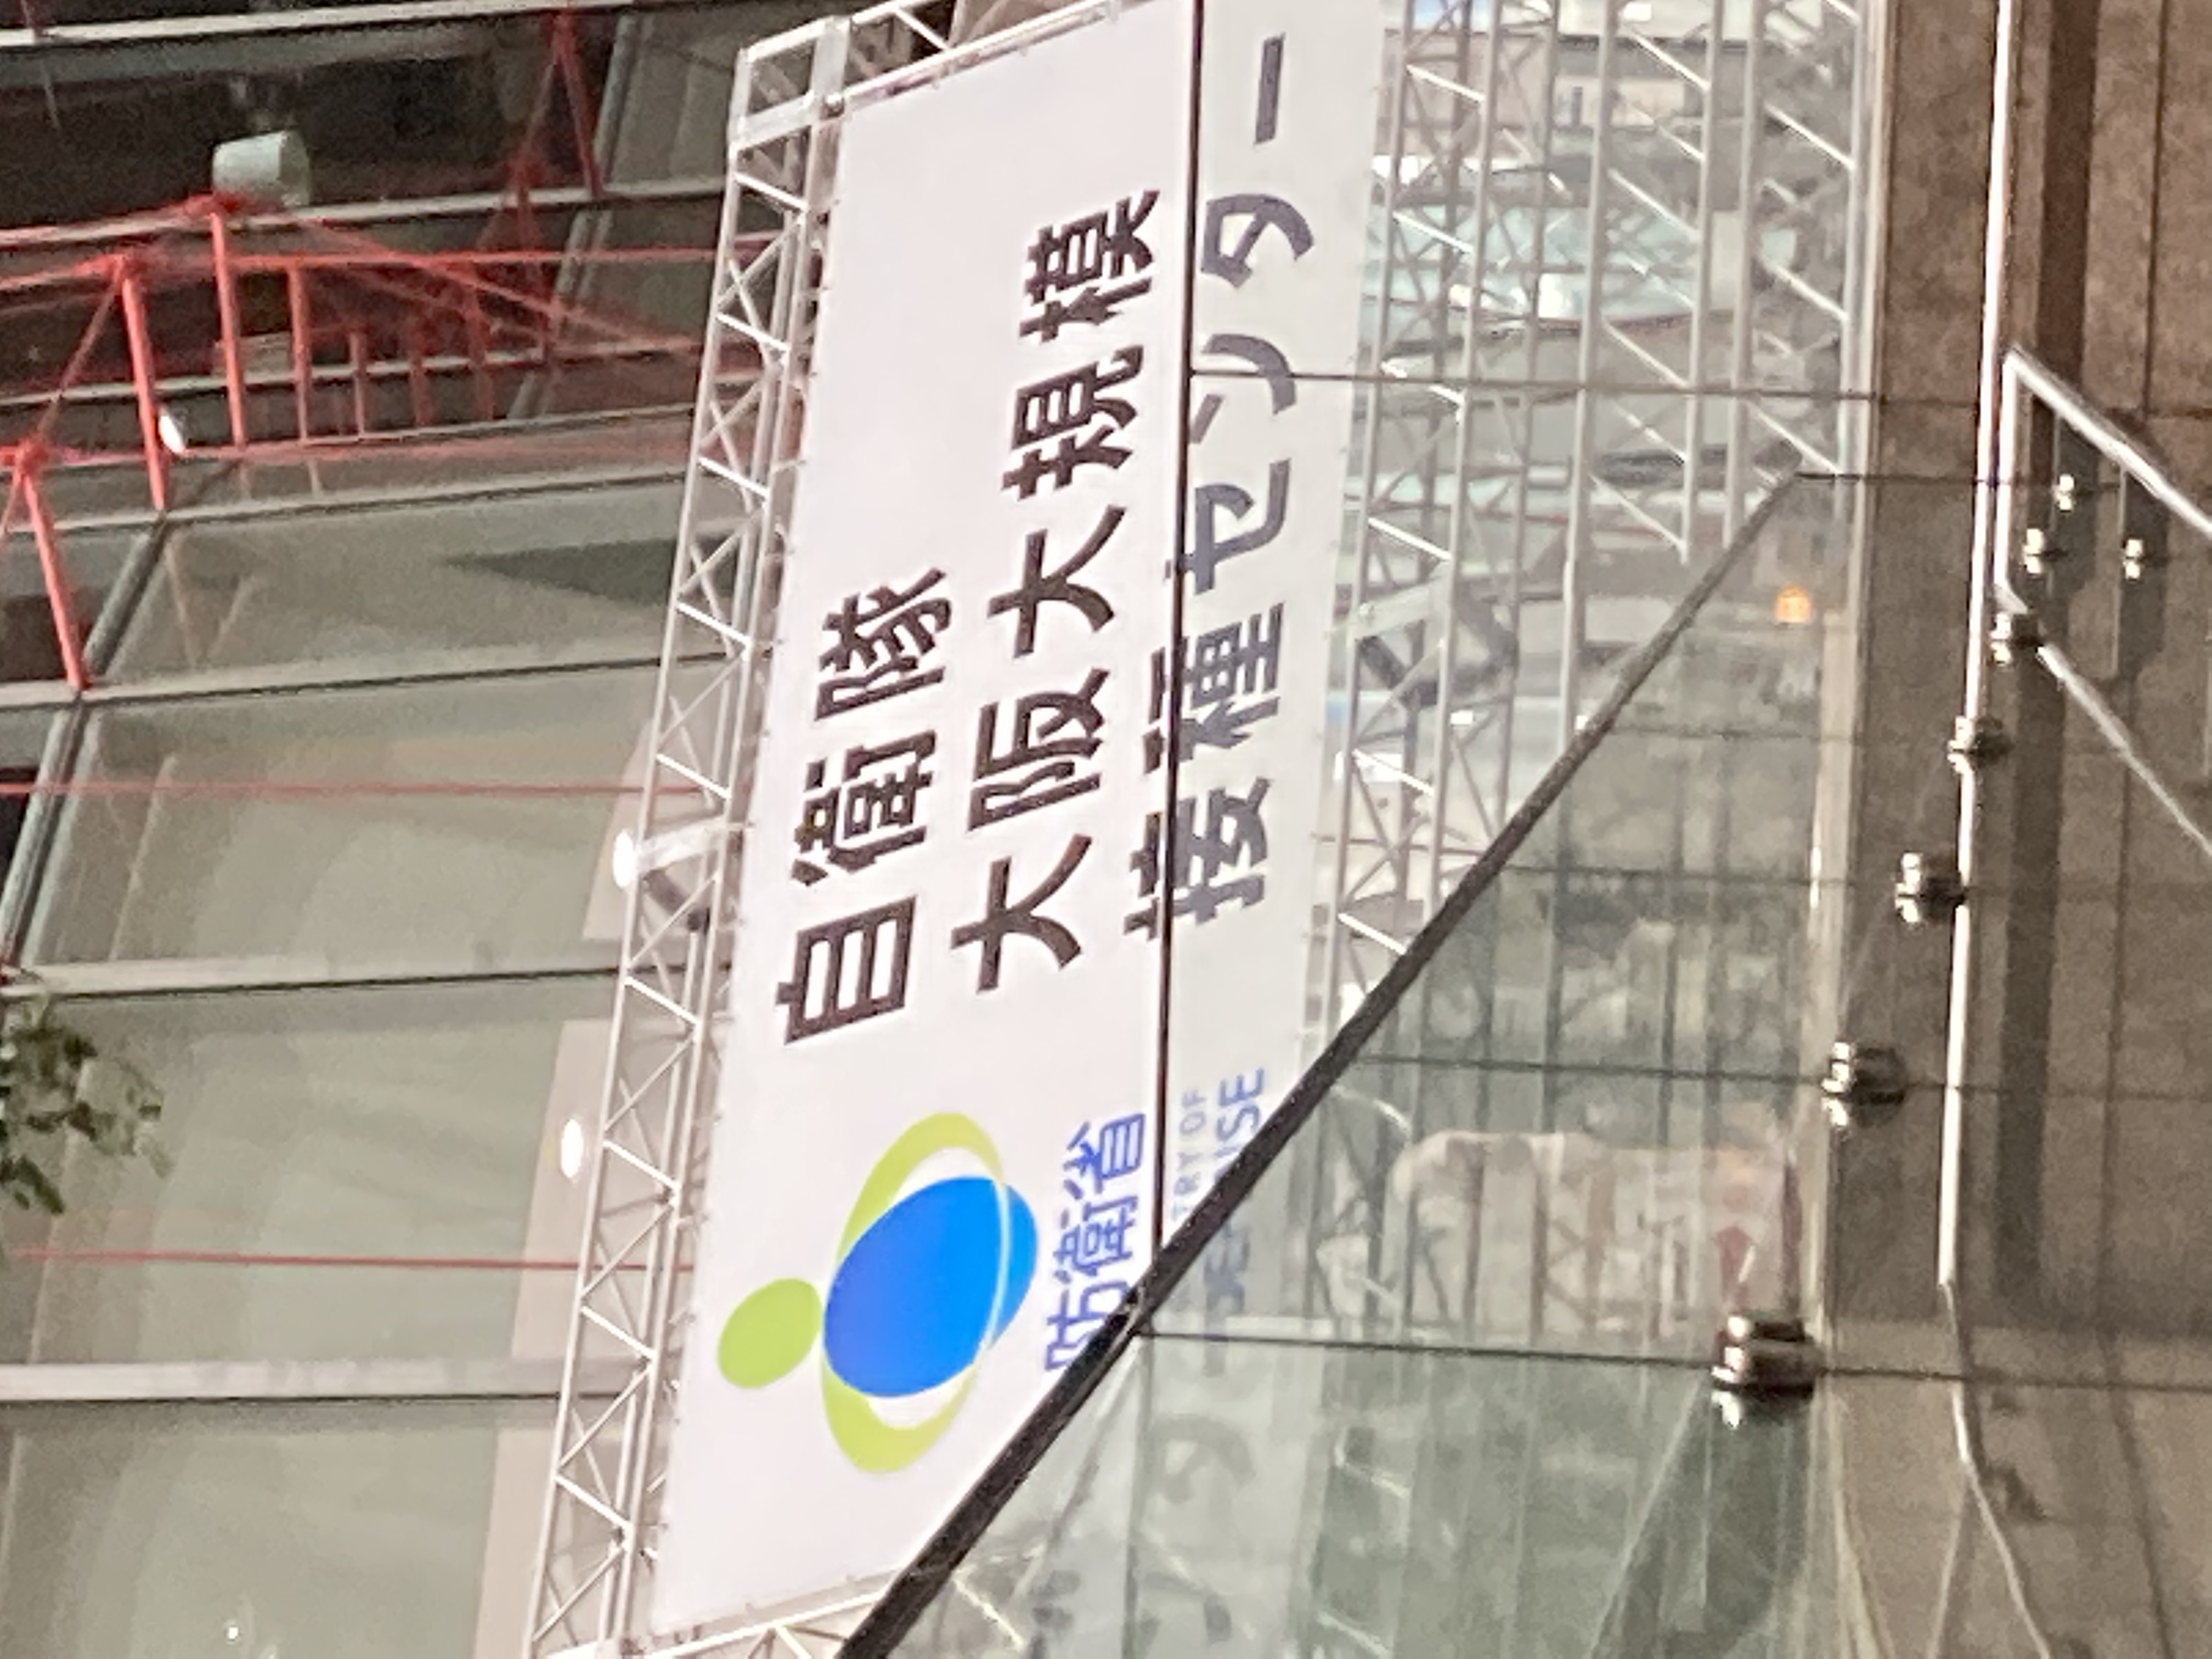 自衛隊
大阪大規模
接種センター
防衛省